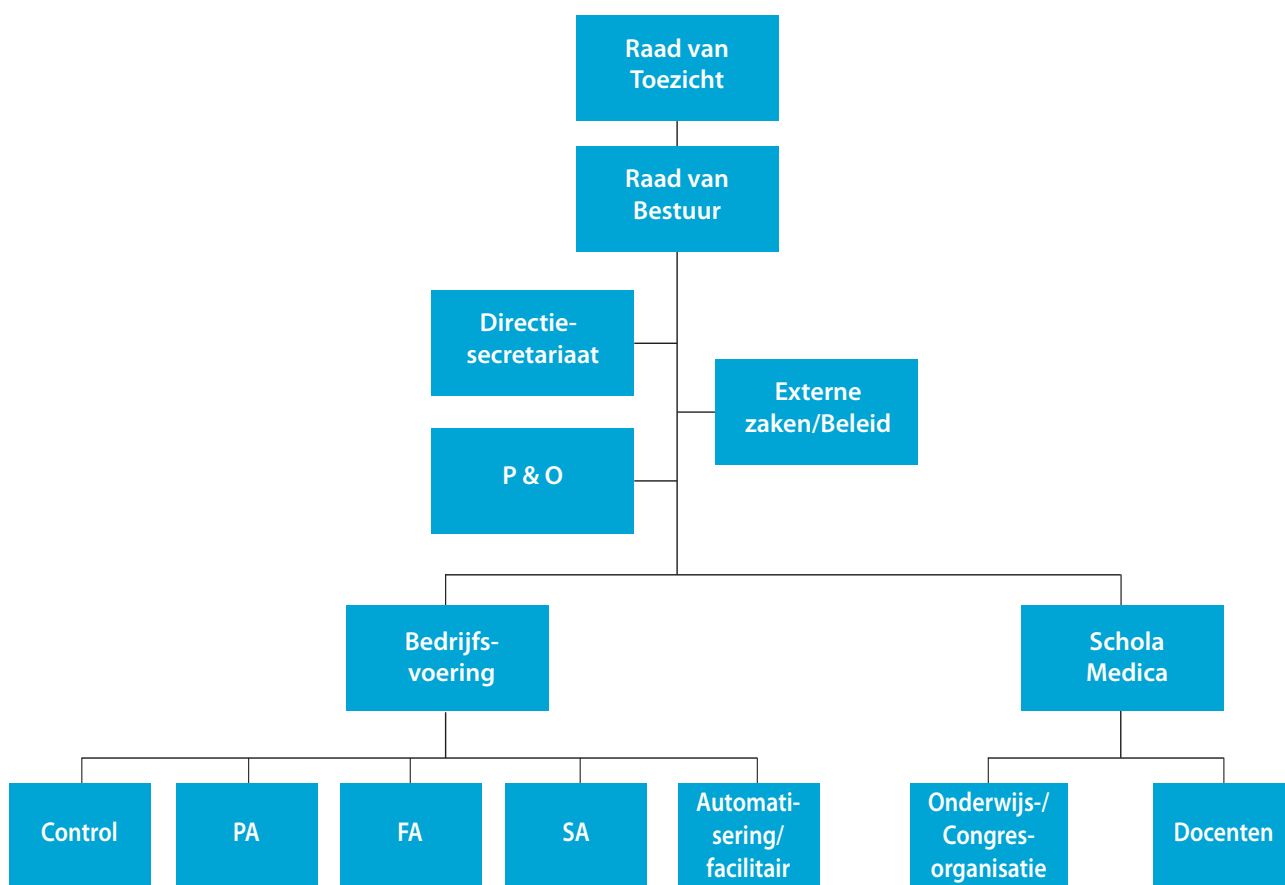 Raad van
Toezicht
Raad van
Bestuur
Directie-
secretariaat
Externe
zaken/Beleid
P & O
Bedrijfs-
voering
Schola
Medica
Control
PA
FA
SA
Automati-
sering/
facilitair
Onderwijs-/
Congres-
organisatie
Docenten